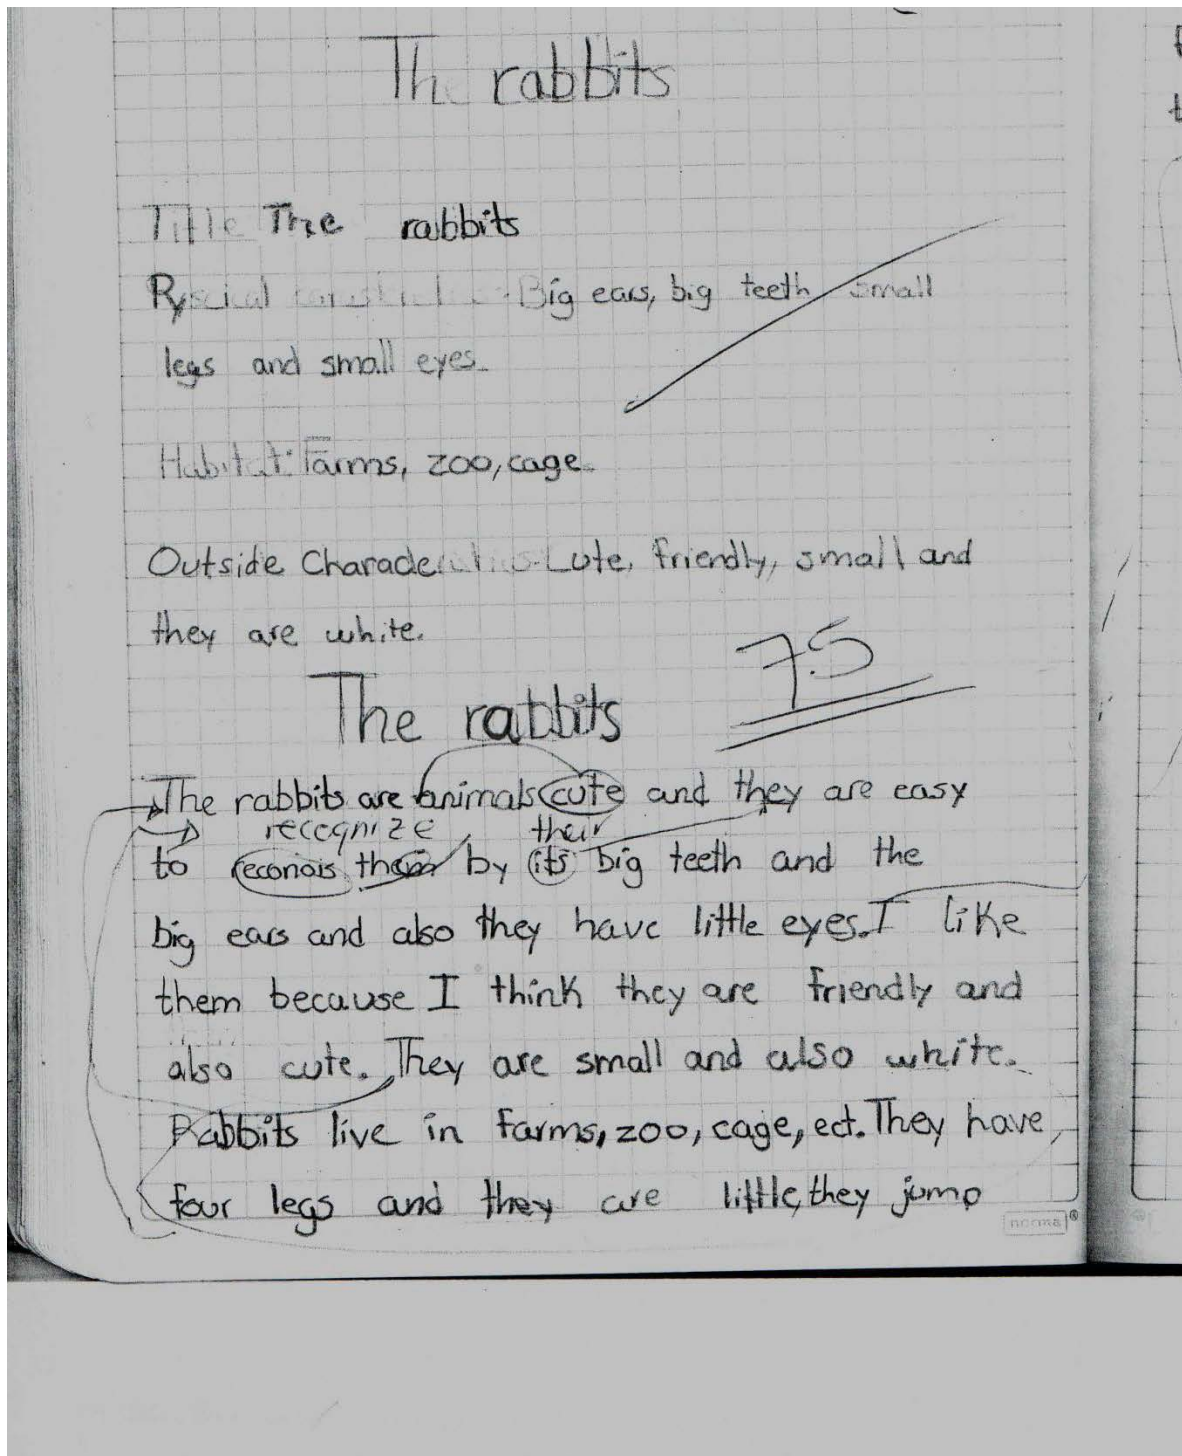 The rabbits
Title The rabbits
Big ears, big teeth small
legs and small eyes.
Habitat: Farms, zoo, cage.
Outside Cute, friendly, small and
they are white.
7.5
The rabbits
The rabbits are animals cute and they are easy
recognize their
to reconois them by its big teeth and the
big ears and also they have little eyes. I like
them because I think they are friendly and
also cute. They are small and also white.
Rabbits live in farms, zoo, cage, ect. They have
four legs and they are little, they jump
norma